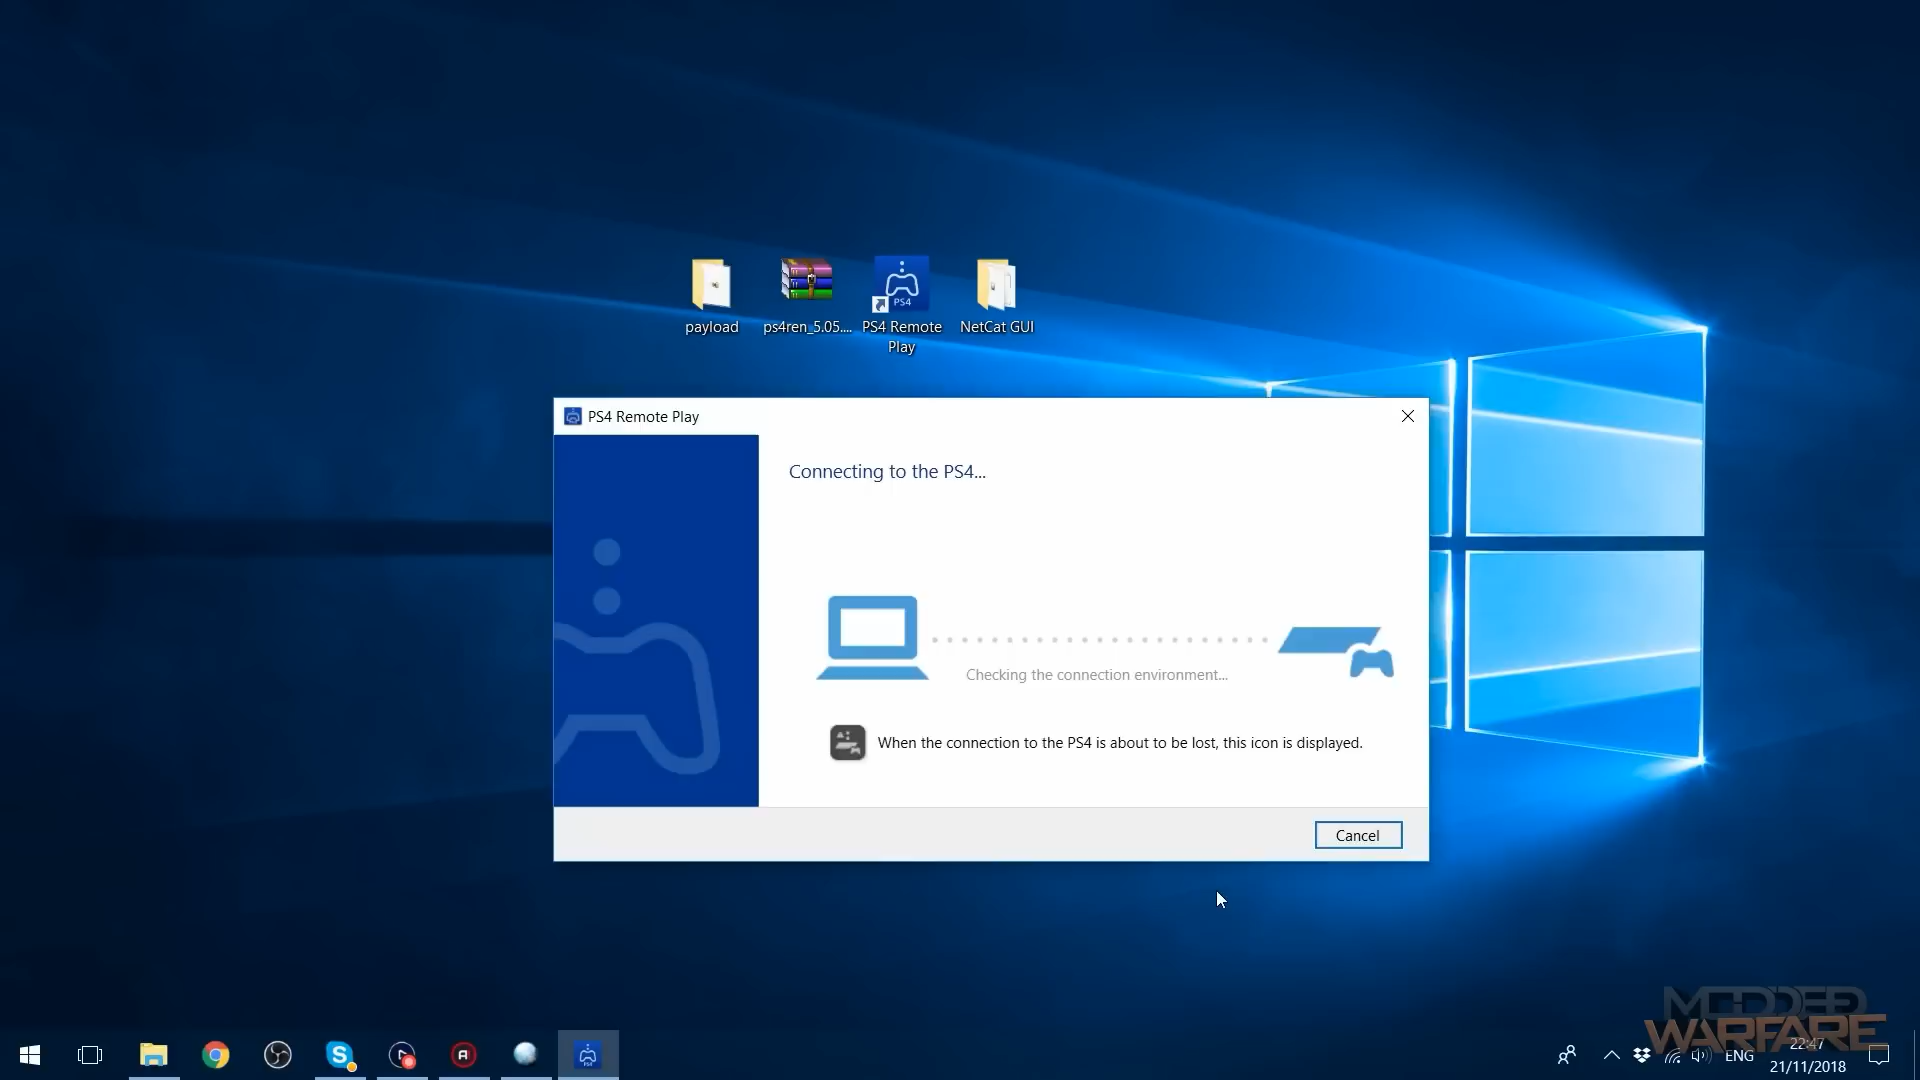 payload
ps4ren_5.05....
PS4
PS4 Remote
Play
NetCat GUI
PS4 Remote Play
Connecting to the PS4...
Checking the connection environment...
When the connection to the PS4 is about to be lost, this icon is displayed.
Cancel
MODDER
WARFARE
ENG
22:47
21/11/2018